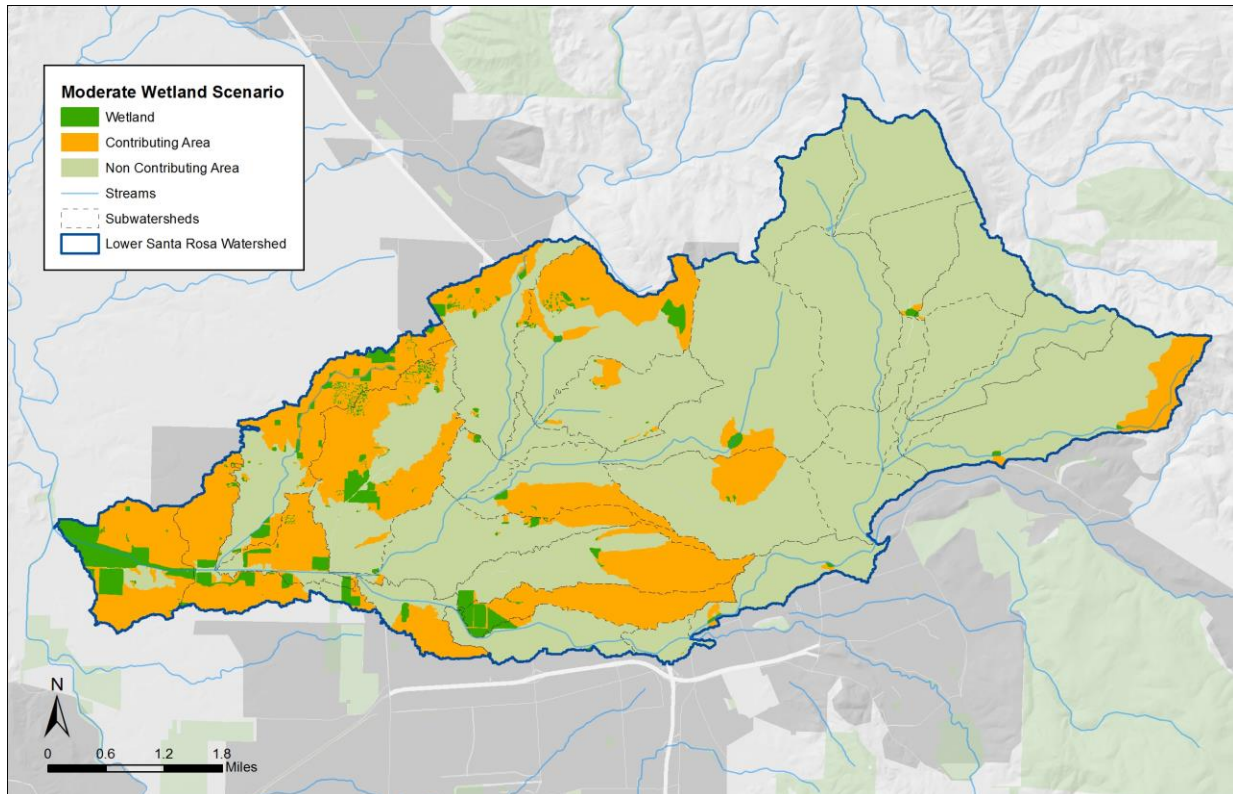 Moderate Wetland Scenario
Wetland
Contributing Area
Non Contributing Area
Streams
Subwatersheds
Lower Santa Rosa Watershed
N
0 0.6 1.2 1.8
Miles